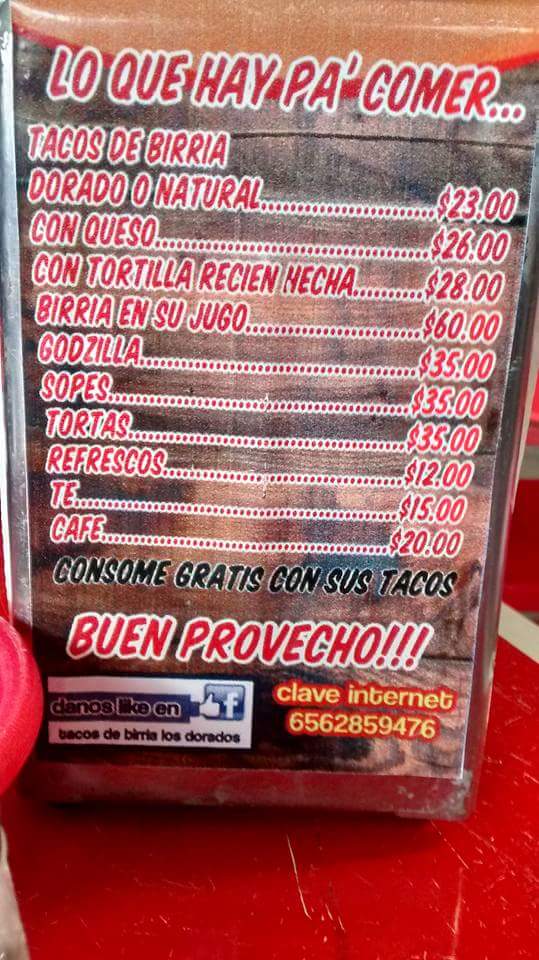 LO QUE HAY PA' COMER...
TACOS DE BIRRIA
DORADO O NATURAL..................................$23.00
CON QUESO..................................................$26.00
CON TORTILLA RECIEN HECHA..........$28.00
BIRRIA EN SU JUGO................................$60.00
GODZILLA..................................................$35.00
SOPES........................................................$35.00
TORTAS......................................................$35.00
REFRESCOS..............................................$12.00
TE..............................................................$15.00
CAFE..........................................................$20.00
CONSOME GRATIS CON SUS TACOS
BUEN PROVECHO!!!
danos like en f
tacos de birria los dorados
clave internet
6562859476